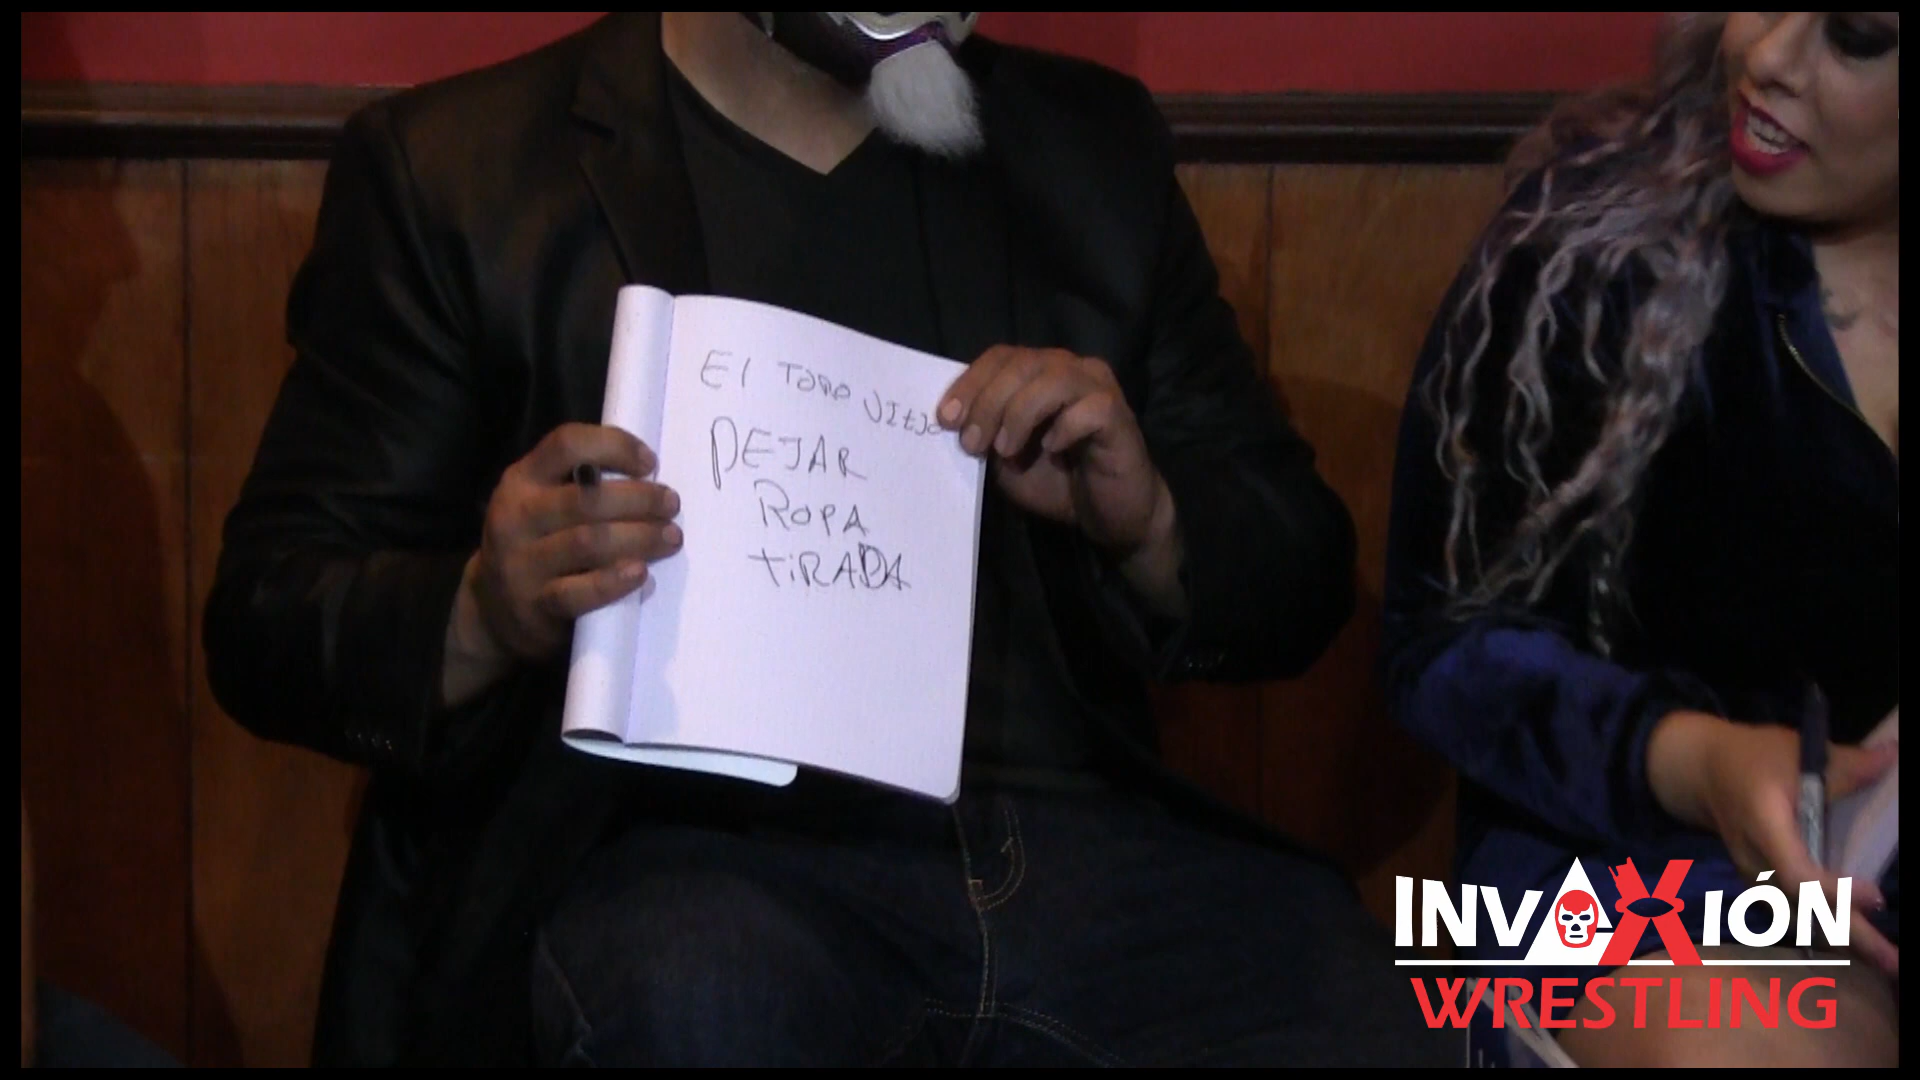 El TORO VIEJO
DEJAR
ROPA
tiRADA
INVAXIÓN
WRESTLING